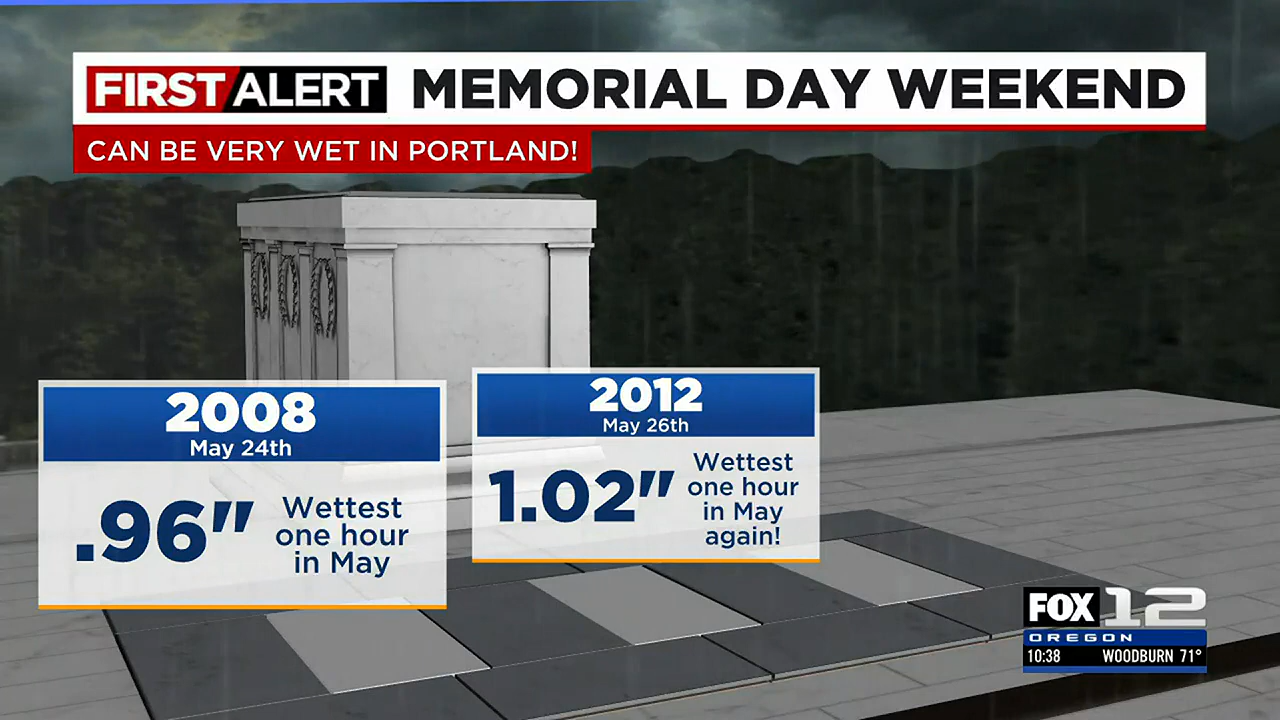 FIRST ALERT MEMORIAL DAY WEEKEND
CAN BE VERY WET IN PORTLAND!
2008
May 24th
.96"
Wettest
one hour
in May
2012
May 26th
1.02"
Wettest
one hour
in May
again!
FOX 12
OREGON
10:38 WOODBURN 71°